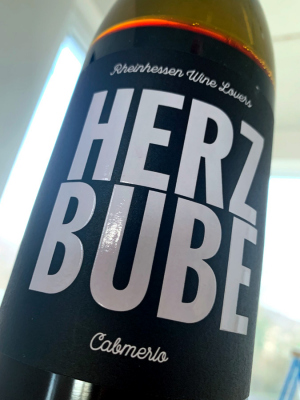 Rheinhessen Wine Lovers
HERZ
BUBE
Cabmerlo